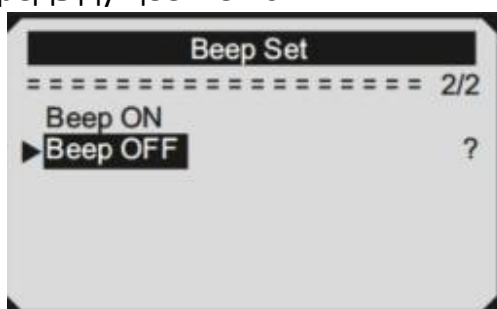 Beep Set
= = = = = = = = = = = = = = = = = = = = 2/2
Beep ON
▶Beep OFF ?